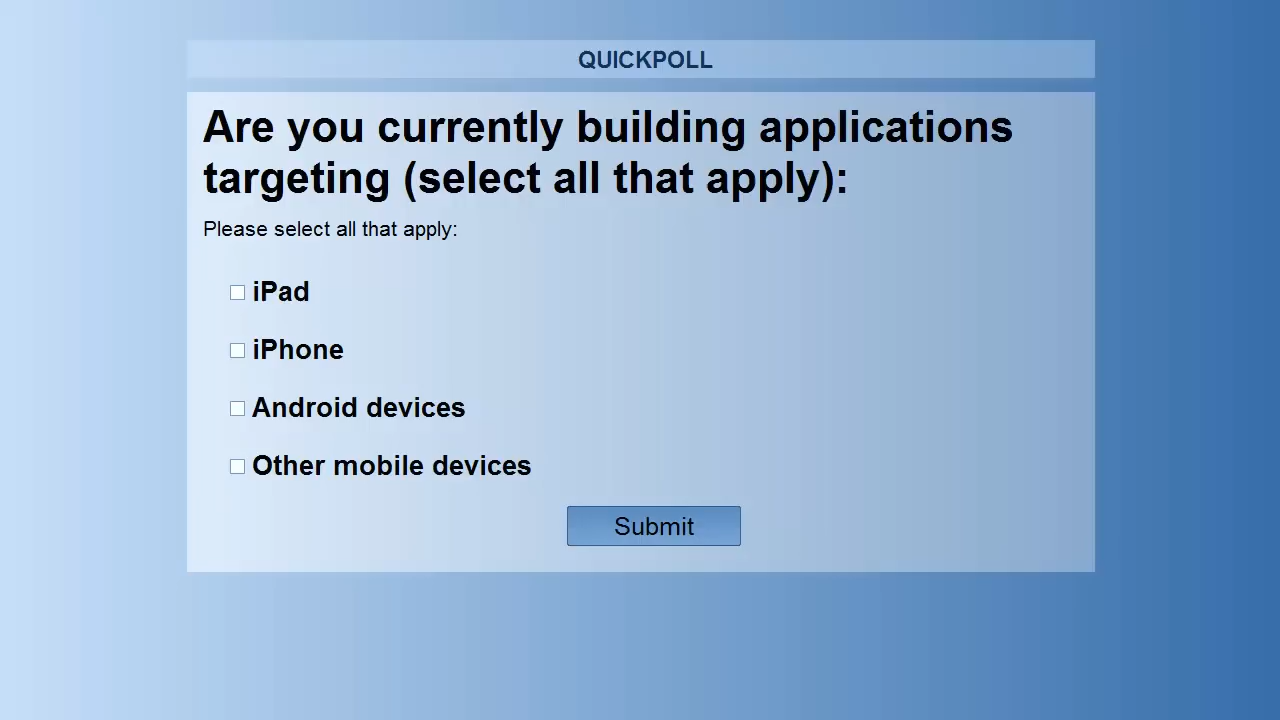 QUICKPOLL
Are you currently building applications
targeting (select all that apply):
Please select all that apply:
iPad
iPhone
Android devices
Other mobile devices
Submit